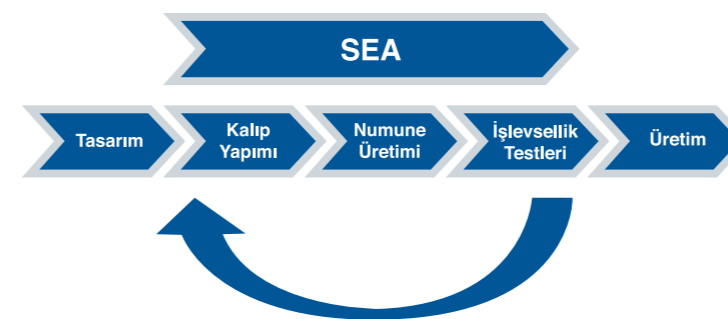 SEA
Tasarım
Kalıp
Yapımı
Numune
Üretimi
İşlevsellik
Testleri
Üretim